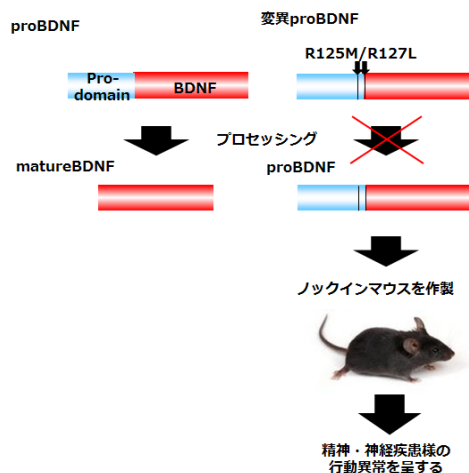 proBDNF
変異proBDNF
R125M/R127L
Pro-
domain
BDNF
プロセッシング
matureBDNF
proBDNF
ノックインマウスを作製
精神・神経疾患様の
行動異常を呈する